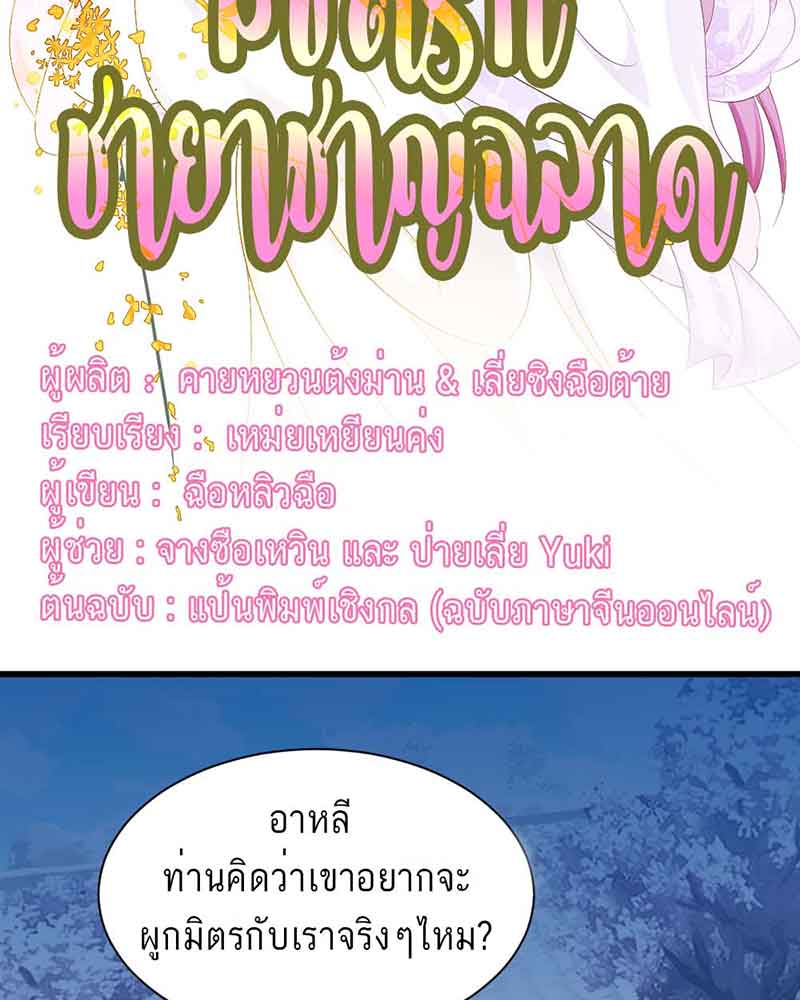 ชายาชาญฉลาด
ผู้ผลิต : คายหยวนต้งม่าน & เลี่ยซิงฉือต้าย
เรียบเรียง : เหม่ยเหยียนค่ง
ผู้เขียน : ฉือหลิวฉือ
ผู้ช่วย : จางซือเหวิน และ ป่ายเลี่ย Yuki
ต้นฉบับ : แป้นพิมพ์เชิงกล (ฉบับภาษาจีนออนไลน์)
อาหลี
ท่านคิดว่าเขาอยากจะ
ผูกมิตรกับเราจริงๆไหม?